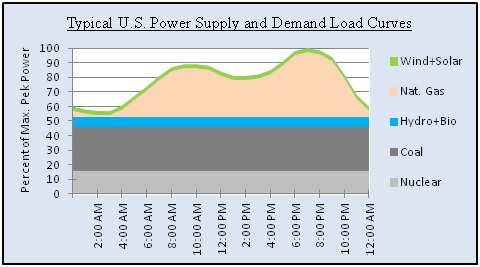 Typical U.S. Power Supply and Demand Load Curves
Percent of Max. Pek Power
100
90
80
70
60
50
40
30
20
10
0
2:00 AM
4:00 AM
6:00 AM
8:00 AM
10:00 AM
12:00 PM
2:00 PM
4:00 PM
6:00 PM
8:00 PM
10:00 PM
12:00 AM
Wind+Solar
Nat. Gas
Hydro+Bio
Coal
Nuclear